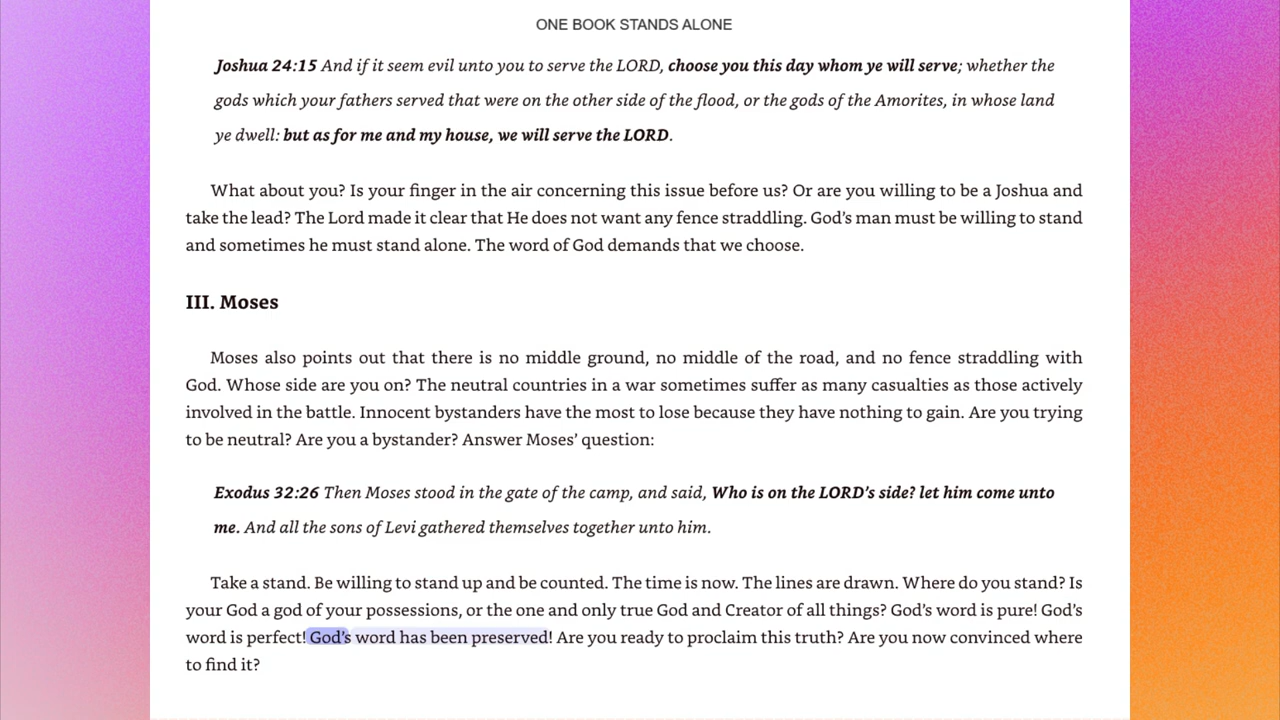 ONE BOOK STANDS ALONE
Joshua 24:15 And if it seem evil unto you to serve the LORD, choose you this day whom ye will serve; whether the
gods which your fathers served that were on the other side of the flood, or the gods of the Amorites, in whose land
ye dwell: but as for me and my house, we will serve the LORD.
What about you? Is your finger in the air concerning this issue before us? Or are you willing to be a Joshua and
take the lead? The Lord made it clear that He does not want any fence straddling. God's man must be willing to stand
and sometimes he must stand alone. The word of God demands that we choose.
III. Moses
Moses also points out that there is no middle ground, no middle of the road, and no fence straddling with
God. Whose side are you on? The neutral countries in a war sometimes suffer as many casualties as those actively
involved in the battle. Innocent bystanders have the most to lose because they have nothing to gain. Are you trying
to be neutral? Are you a bystander? Answer Moses' question:
Exodus 32:26 Then Moses stood in the gate of the camp, and said, Who is on the LORD's side? let him come unto
me. And all the sons of Levi gathered themselves together unto him.
Take a stand. Be willing to stand up and be counted. The time is now. The lines are drawn. Where do you stand? Is
your God a god of your possessions, or the one and only true God and Creator of all things? God's word is pure! God's
word is perfect! God's word has been preserved! Are you ready to proclaim this truth? Are you now convinced where
to find it?